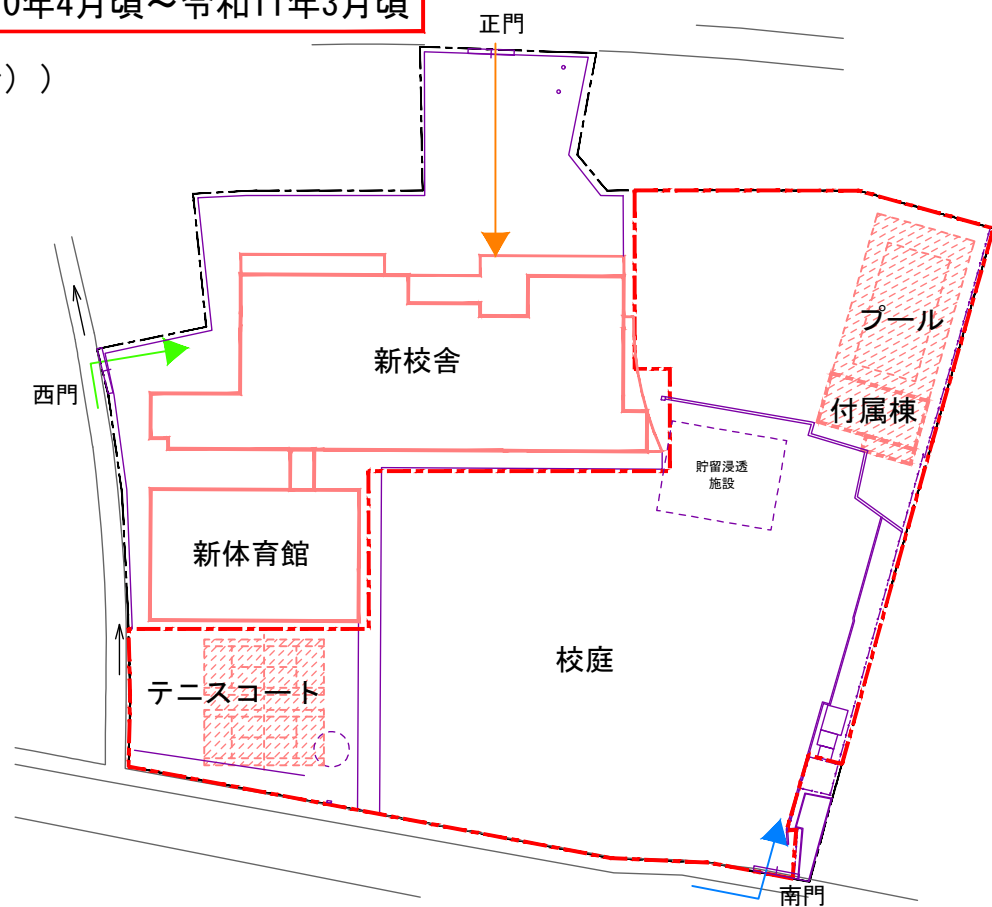 0年4月頃～令和11年3月頃
））
正門
プール
新校舎
西門
付属棟
貯留浸透
施設
新体育館
校庭
テニスコート
南門